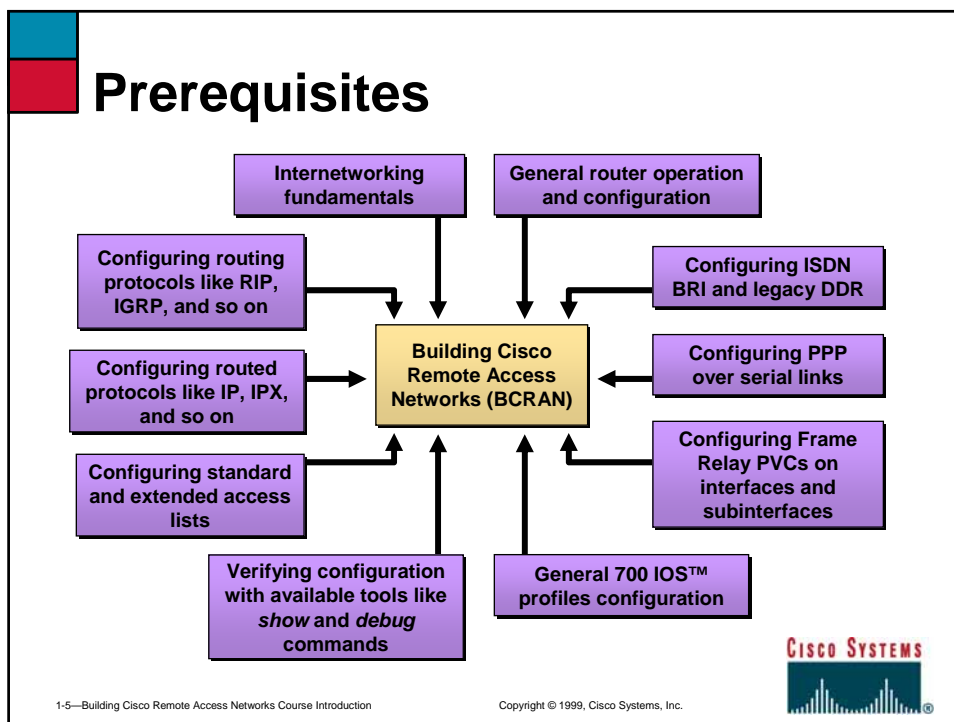 Prerequisites
Internetworking
fundamentals
General router operation
and configuration
Configuring routing
protocols like RIP,
IGRP, and so on
Configuring ISDN
BRI and legacy DDR
Building Cisco
Remote Access
Networks (BCRAN)
Configuring routed
protocols like IP, IPX,
and so on
Configuring PPP
over serial links
Configuring standard
and extended access
lists
Configuring Frame
Relay PVCs on
interfaces and
subinterfaces
Verifying configuration
with available tools like
show and debug
commands
General 700 IOS™
profiles configuration
CISCO SYSTEMS
®
1-5—Building Cisco Remote Access Networks Course Introduction
Copyright © 1999, Cisco Systems, Inc.